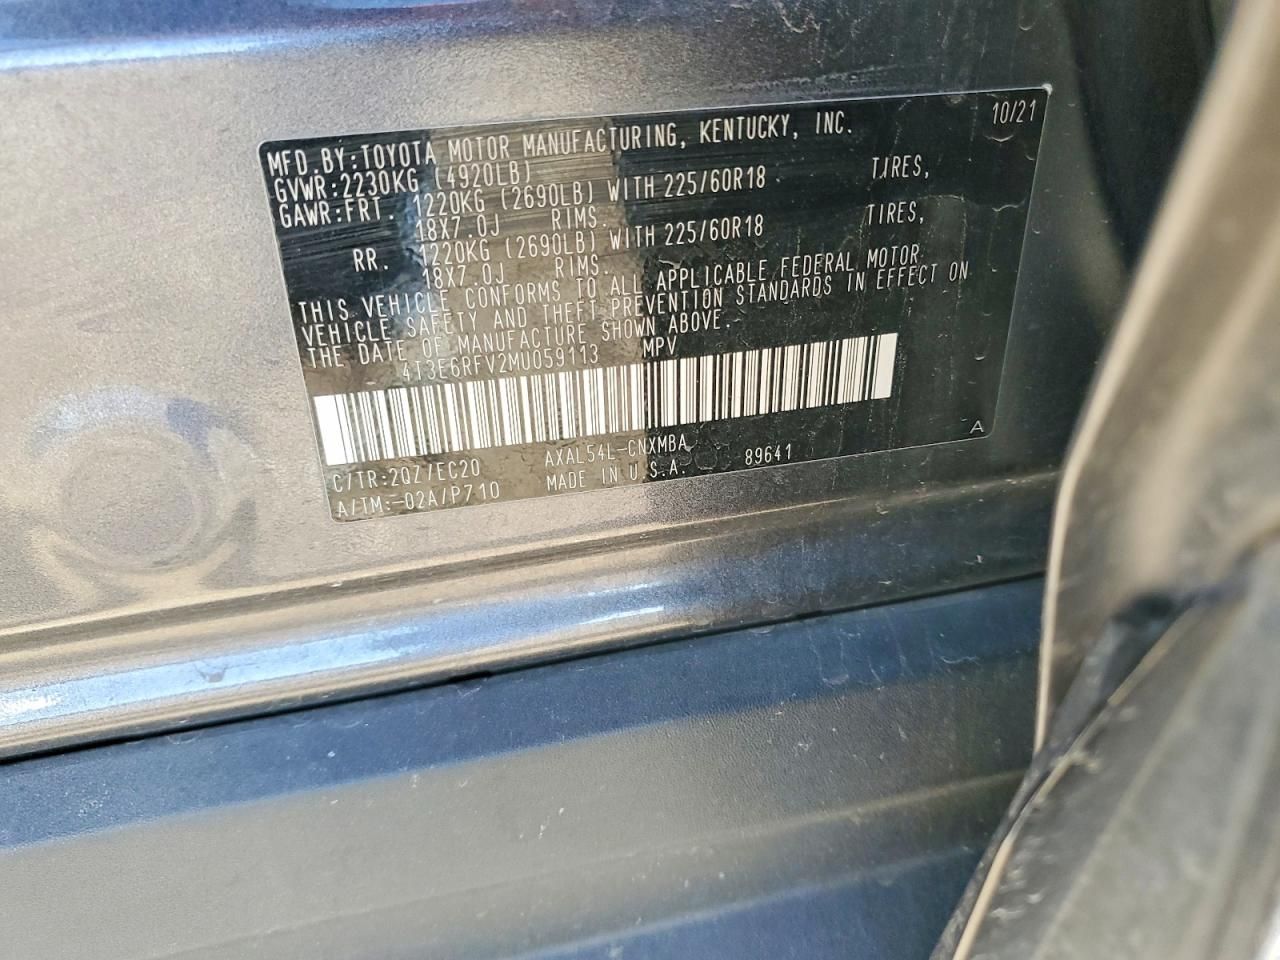 10/21
MFD.BY:TOYOTA MOTOR MANUFACTURING, KENTUCKY, INC.
GVWR:2230KG (4920LB)
GAWR:FRT. 1220KG (2690LB) WITH 225/60R18 TIRES,
18X7.0J RIMS.
RR. 1220KG (2690LB) WITH 225/60R18 TIRES,
18X7.0J RIMS.
THIS VEHICLE CONFORMS TO ALL APPLICABLE FEDERAL MOTOR
VEHICLE SAFETY AND THEFT PREVENTION STANDARDS IN EFFECT ON
THE DATE OF MANUFACTURE SHOWN ABOVE.
4T3E6RFV2MU059113 MPV
C/TR:2QZ/EC20 AXAL54L-CNXMBA A
A/TM:-02A/P710 MADE IN U.S.A. 89641